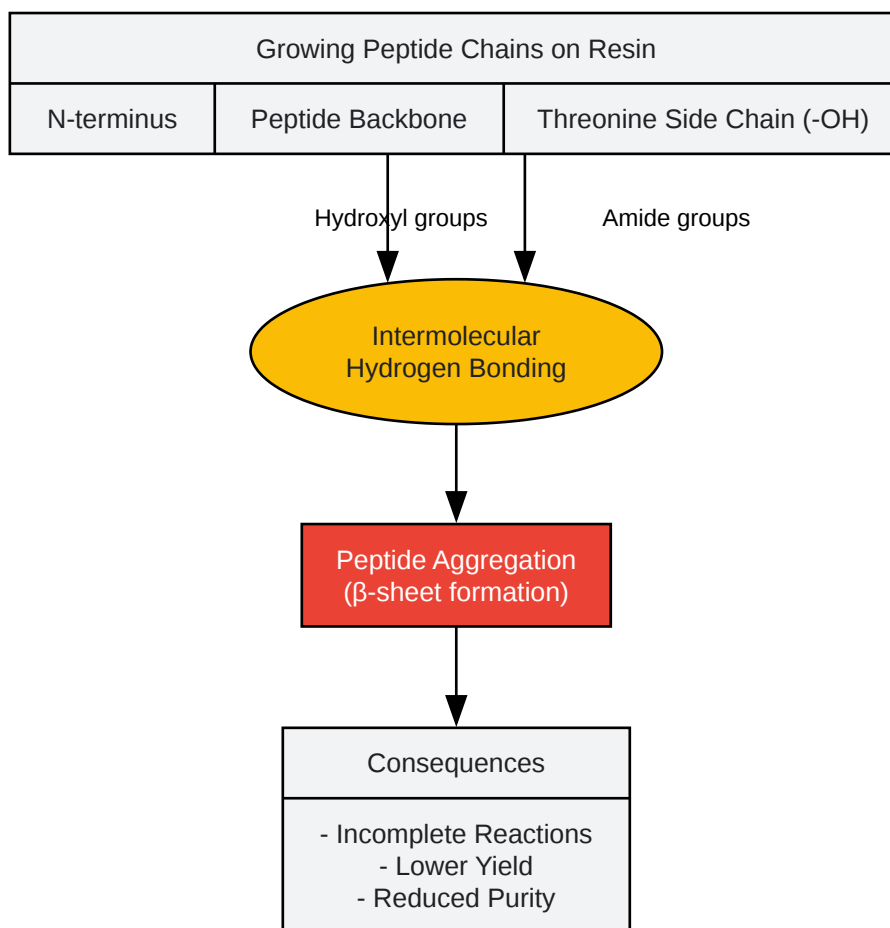 Growing Peptide Chains on Resin
N-terminus
Peptide Backbone
Threonine Side Chain (-OH)
Hydroxyl groups
Amide groups
Intermolecular
Hydrogen Bonding
Peptide Aggregation
(β-sheet formation)
Consequences
- Incomplete Reactions
- Lower Yield
- Reduced Purity